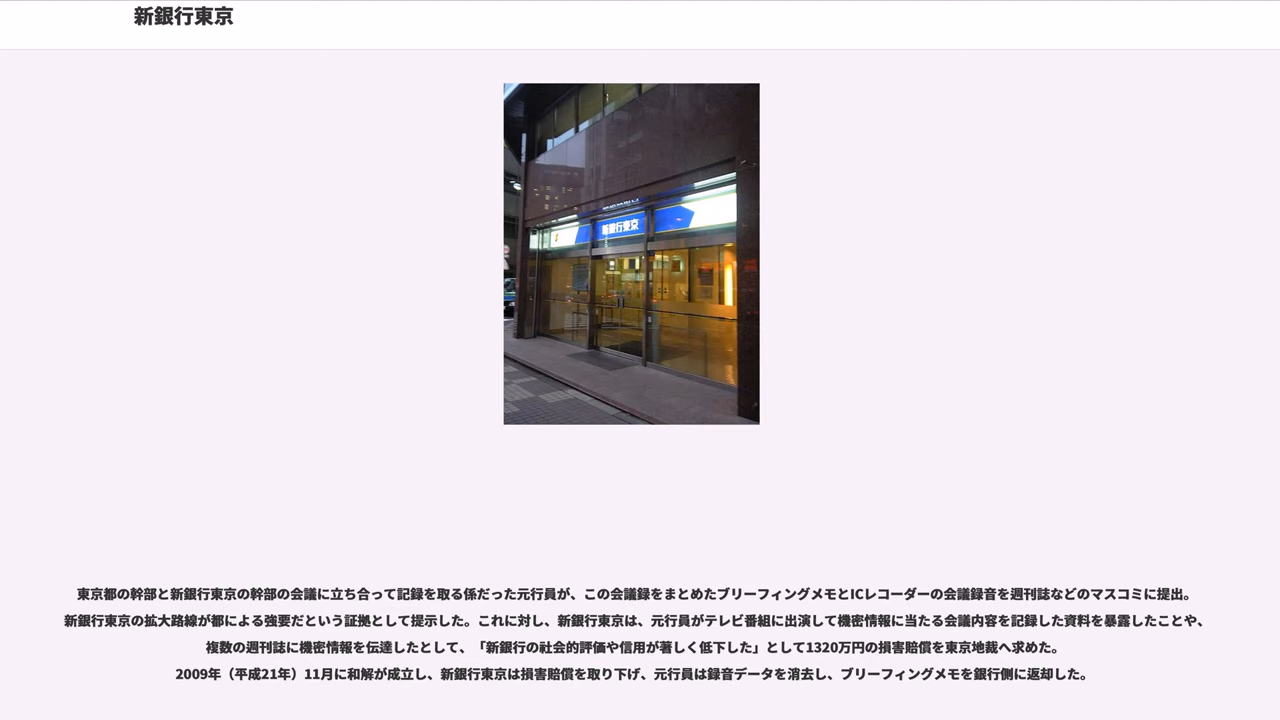 新銀行東京
新銀行東京
東京都の幹部と新銀行東京の幹部の会議に立ち合って記録を取る係だった元行員が、この会議録をまとめたブリーフィングメモとICレコーダーの会議録音を週刊誌などのマスコミに提出。
新銀行東京の拡大路線が都による強要だという証拠として提示した。これに対し、新銀行東京は、元行員がテレビ番組に出演して機密情報に当たる会議内容を記録した資料を暴露したことや、
複数の週刊誌に機密情報を伝達したとして、「新銀行の社会的評価や信用が著しく低下した」として1320万円の損害賠償を東京地裁へ求めた。
2009年（平成21年）11月に和解が成立し、新銀行東京は損害賠償を取り下げ、元行員は録音データを消去し、ブリーフィングメモを銀行側に返却した。